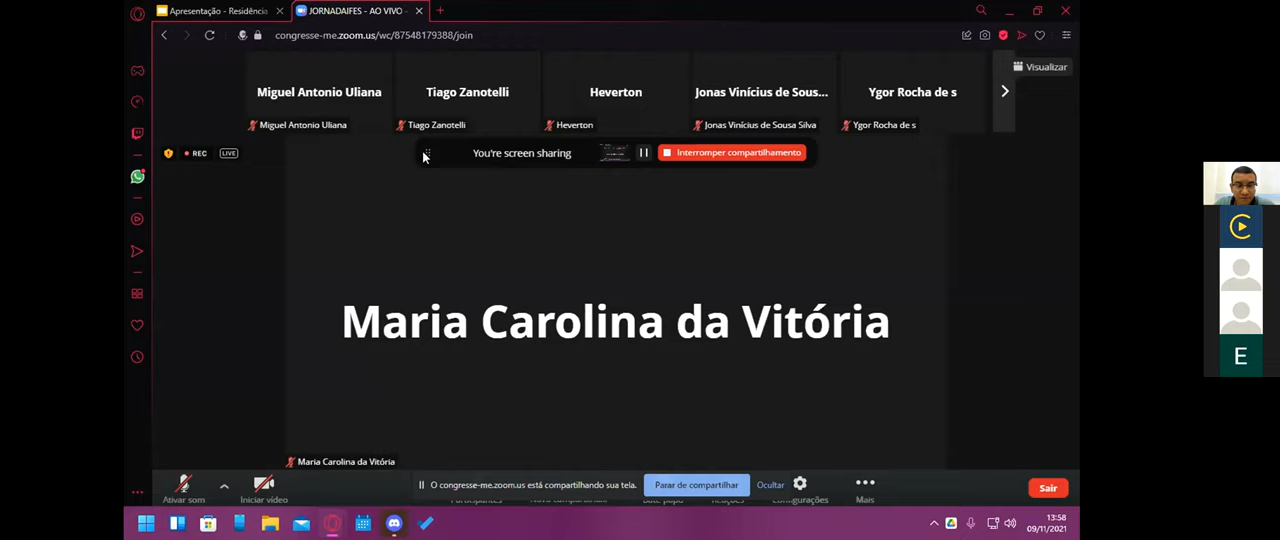 Apresentação - Residência
JORNADAIFES - AO VIVO -
congresse-me.zoom.us/wc/87548179388/join
Visualizar
Miguel Antonio Uliana
Tiago Zanotelli
Heverton
Jonas Vinícius de Sous...
Ygor Rocha de s
Miguel Antonio Uliana
Tiago Zanotelli
Heverton
Jonas Vinícius de Sousa Silva
Ygor Rocha de s
REC
LIVE
You're screen sharing
Interromper compartilhamento
Maria Carolina da Vitória
Maria Carolina da Vitória
Ativar som
Iniciar vídeo
O congresse-me.zoom.us está compartilhando sua tela.
Parar de compartilhar
Ocultar
Mais
Sair
13:58
09/11/2021
E